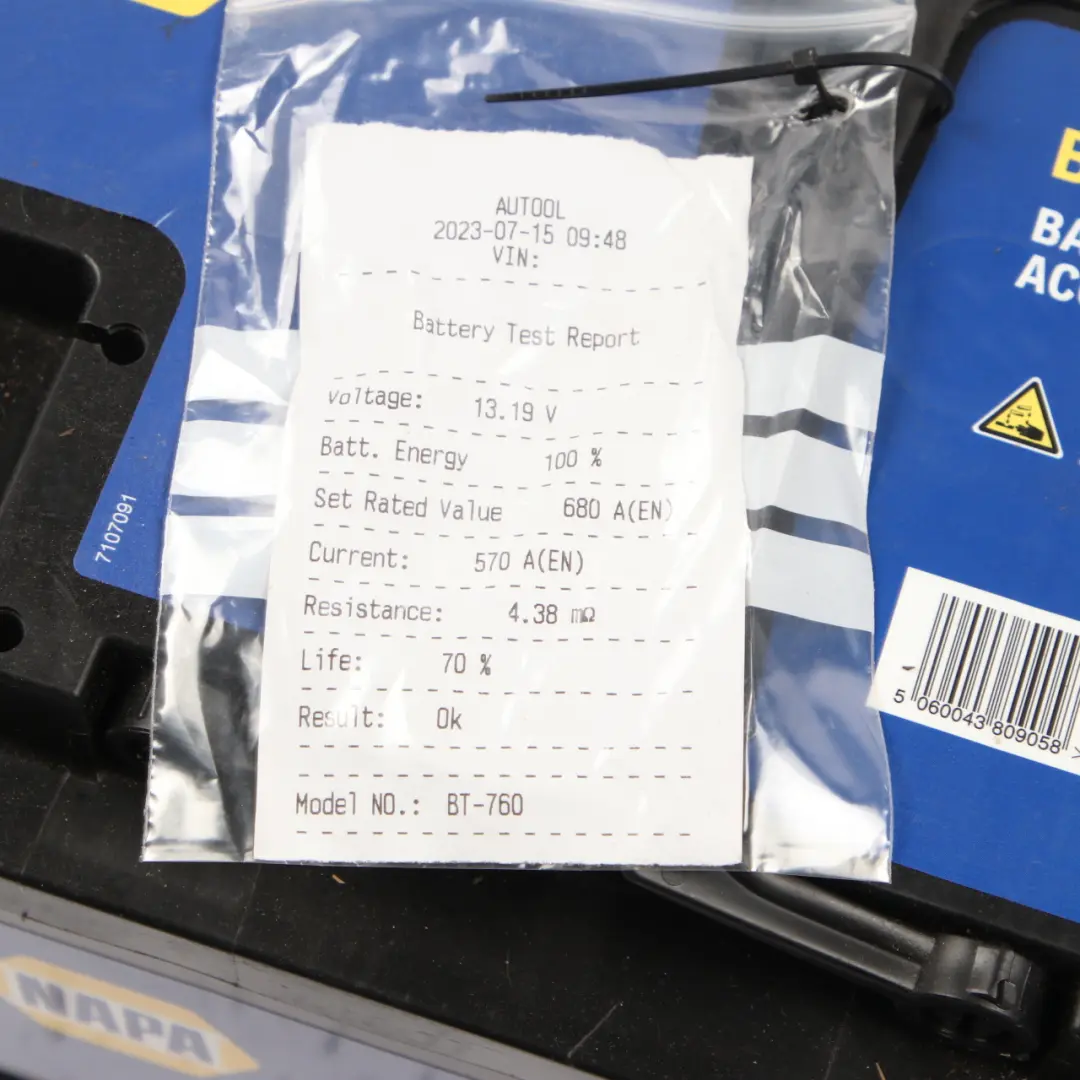 AUTOOL
2023-07-15 09:48
VIN:
Battery Test Report
Voltage: 13.19 V
Batt. Energy 100 %
Set Rated Value 680 A(EN)
Current: 570 A(EN)
Resistance: 4.38 mΩ
Life: 70 %
Result: Ok
Model NO.: BT-760
7107091
B
BA
AC
5 060043 809058 >
NAPA